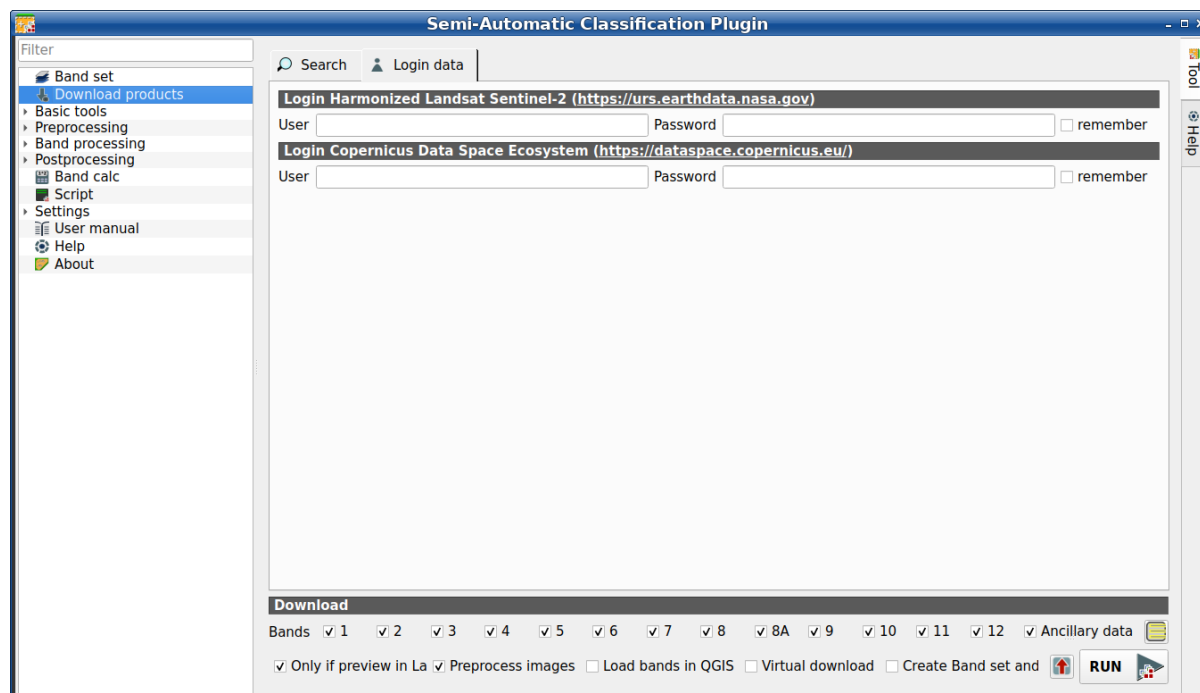 Semi-Automatic Classification Plugin
Filter
Band set
Download products
Basic tools
Preprocessing
Band processing
Postprocessing
Band calc
Script
Settings
User manual
Help
About
Search Login data
Login Harmonized Landsat Sentinel-2 (https://urs.earthdata.nasa.gov)
User Password remember
Login Copernicus Data Space Ecosystem (https://dataspace.copernicus.eu/)
User Password remember
Download
Bands 1 2 3 4 5 6 7 8 8A 9 10 11 12 Ancillary data
Only if preview in La Preprocess images Load bands in QGIS Virtual download Create Band set and RUN
Tool
Help